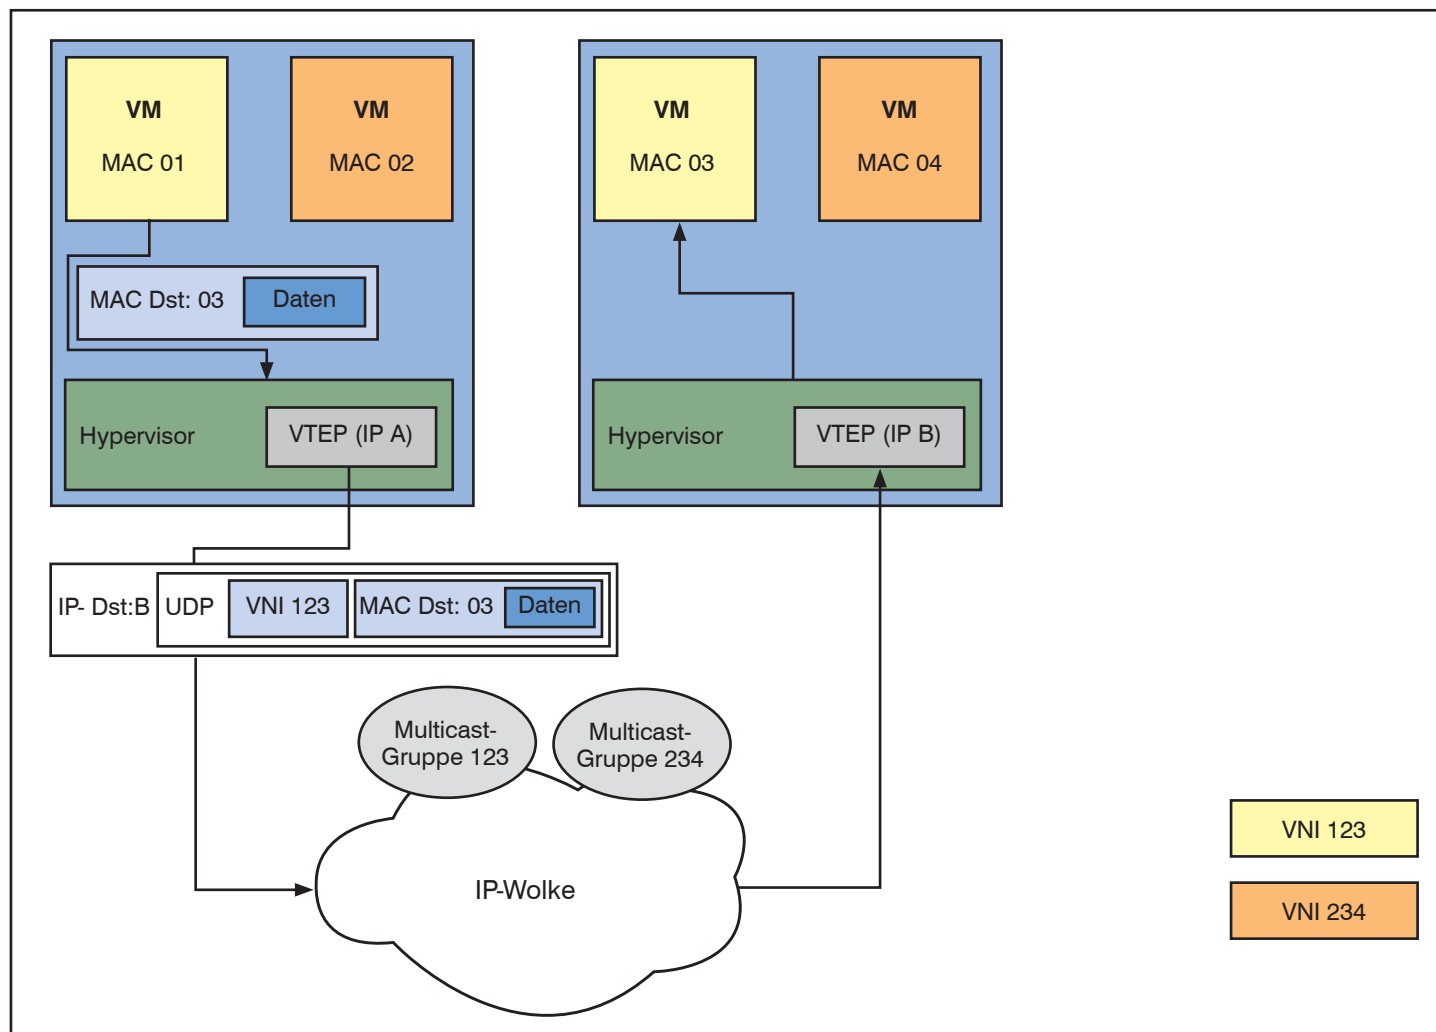 VM
MAC 01
VM
MAC 02
VM
MAC 03
VM
MAC 04
MAC Dst: 03
Daten
Hypervisor
VTEP (IP A)
Hypervisor
VTEP (IP B)
IP- Dst:B
UDP
VNI 123
MAC Dst: 03
Daten
Multicast-
Gruppe 123
Multicast-
Gruppe 234
IP-Wolke
VNI 123
VNI 234